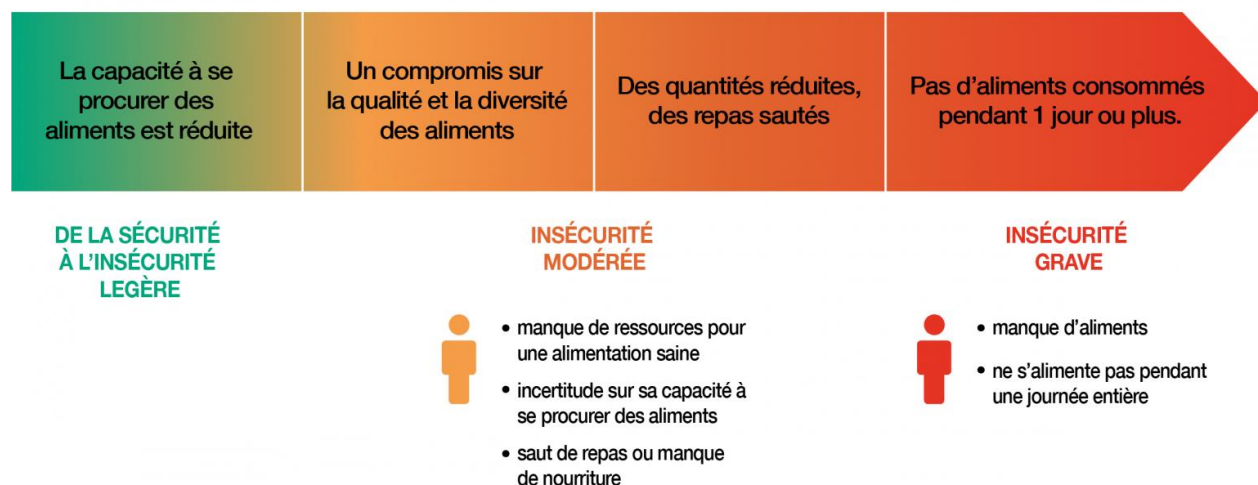 La capacité à se
procurer des
aliments est réduite
Un compromis sur
la qualité et la diversité
des aliments
Des quantités réduites,
des repas sautés
Pas d'aliments consommés
pendant 1 jour ou plus.
DE LA SÉCURITÉ
À L'INSÉCURITÉ
LEGÈRE
INSÉCURITÉ
MODÉRÉE
• manque de ressources pour
une alimentation saine
• incertitude sur sa capacité à
se procurer des aliments
• saut de repas ou manque
de nourriture
INSÉCURITÉ
GRAVE
• manque d'aliments
• ne s'alimente pas pendant
une journée entière